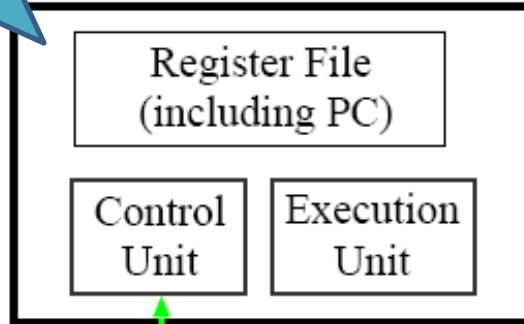 Register File
(including PC)
Control
Unit
Execution
Unit